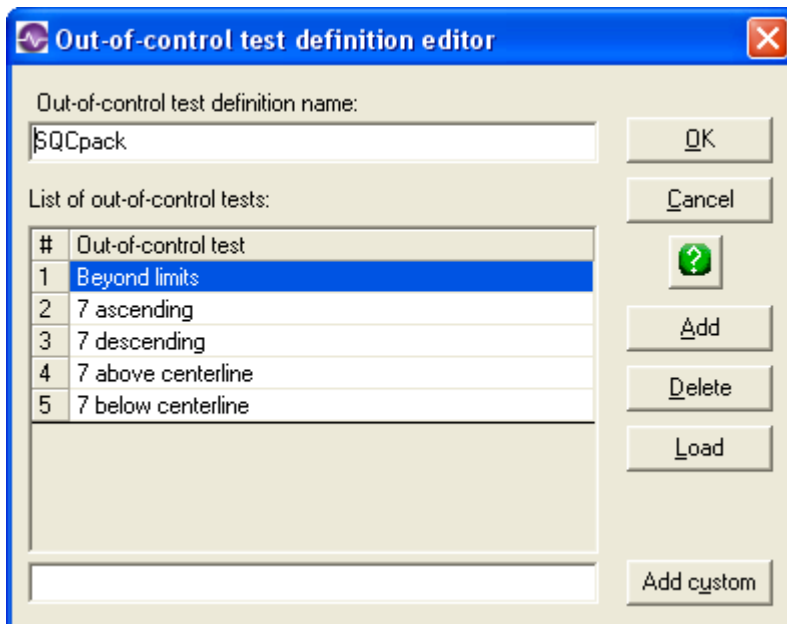 Out-of-control test definition editor
Out-of-control test definition name:
SQCpack
OK
List of out-of-control tests:
Cancel
# Out-of-control test
1 Beyond limits
2 7 ascending
3 7 descending
4 7 above centerline
5 7 below centerline
?
Add
Delete
Load
Add custom